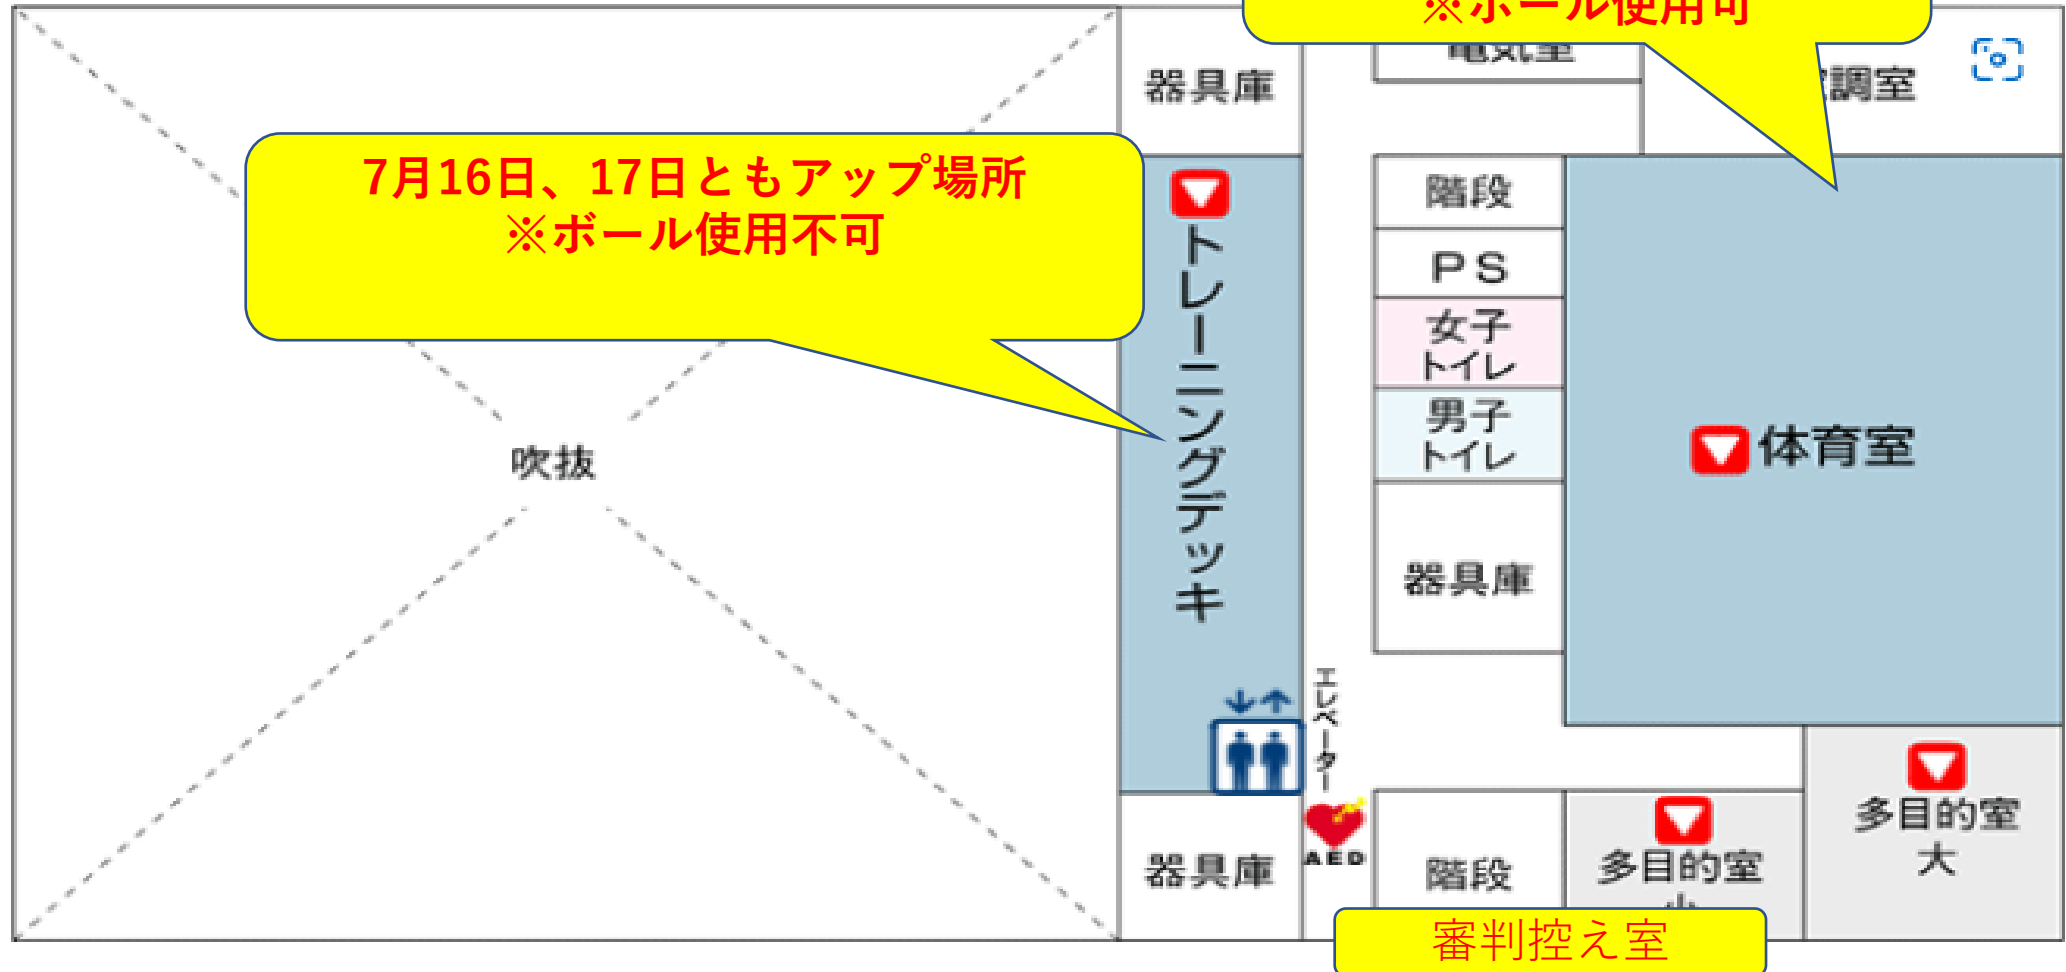 ※ボール使用可
電気室
器具庫
調室
7月16日、17日ともアップ場所
※ボール使用不可
トレーニングデッキ
階段
PS
女子
トイレ
男子
トイレ
体育室
吹抜
器具庫
エレベーター
AED
器具庫
階段
多目的室
多目的室
大
審判控え室